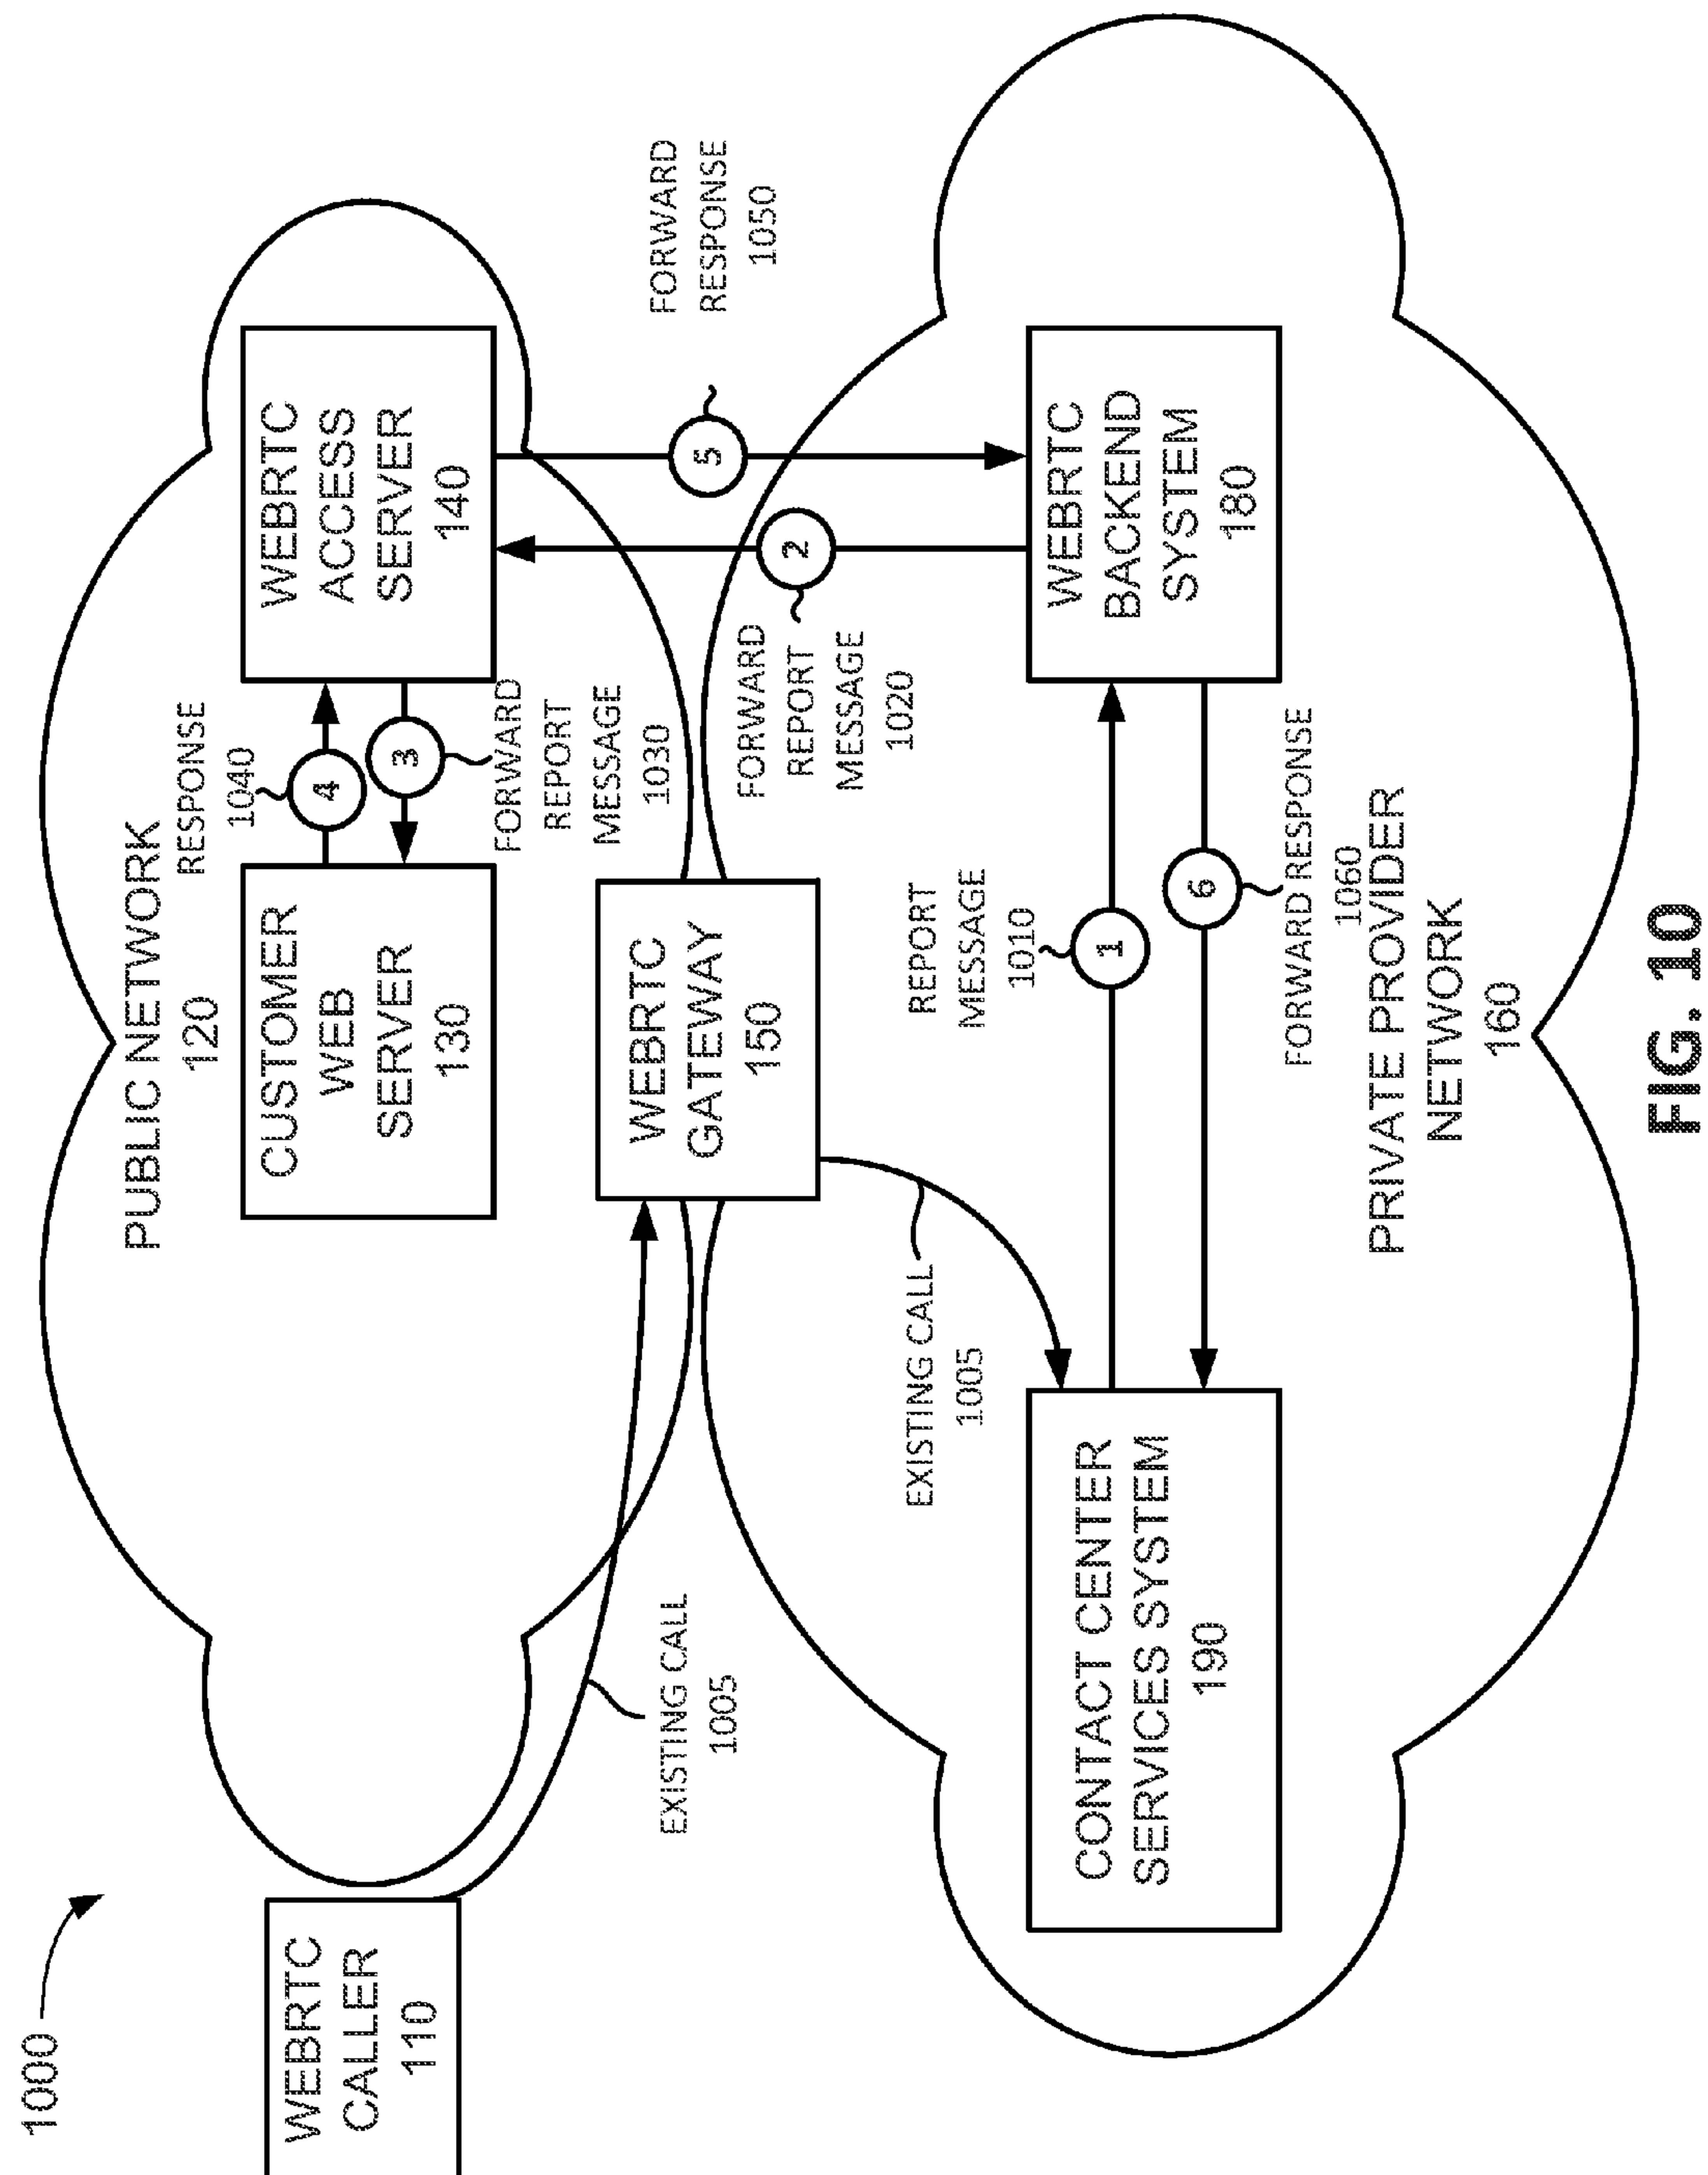 1000
WEBRTC
CALLER
110
PUBLIC NETWORK
120
CUSTOMER
WEB
SERVER
130
RESPONSE
1040
4
3
FORWARD
REPORT
MESSAGE
1030
WEBRTC
ACCESS
SERVER
140
EXISTING CALL
1005
WEBRTC
GATEWAY
150
FORWARD
REPORT
MESSAGE
1020
2
5
FORWARD
RESPONSE
1050
EXISTING CALL
1005
REPORT
MESSAGE
1010
1
CONTACT CENTER
SERVICES SYSTEM
190
WEBRTC
BACKEND
SYSTEM
180
6
FORWARD RESPONSE
1060
PRIVATE PROVIDER
NETWORK
160
FIG. 10